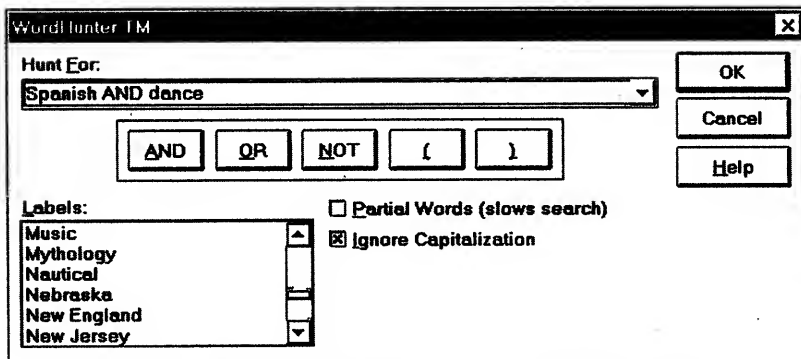 WordHunter TM
Hunt For:
Spanish AND dance
OK
Cancel
Help
AND OR NOT ( )
Labels:
Music
Mythology
Nautical
Nebraska
New England
New Jersey
Partial Words (slows search)
Ignore Capitalization